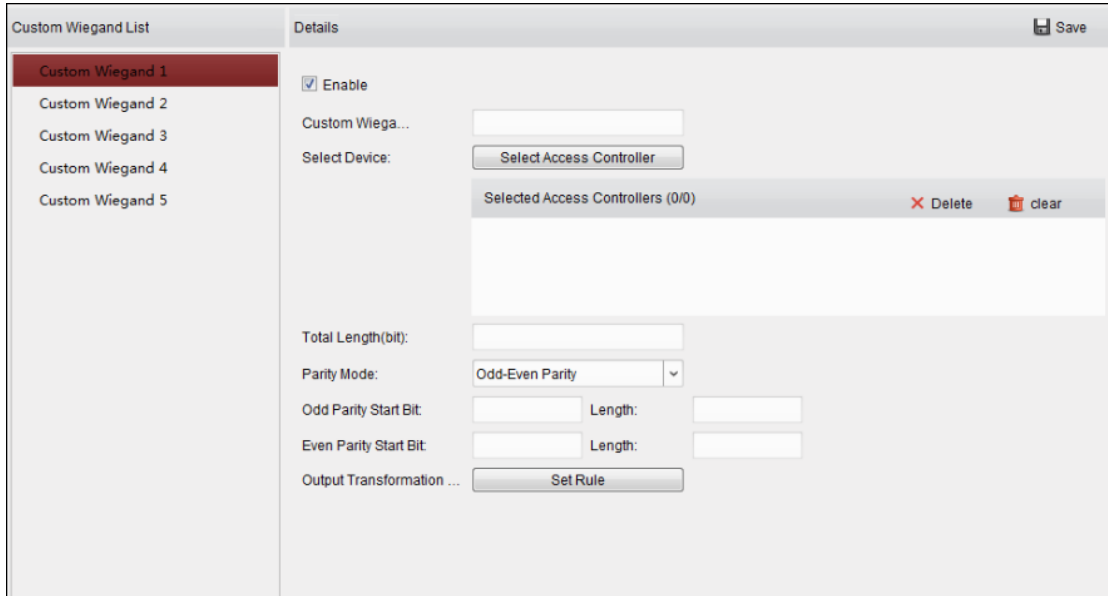 Custom Wiegand List
Details
Save
Custom Wiegand 1
Custom Wiegand 2
Custom Wiegand 3
Custom Wiegand 4
Custom Wiegand 5
Enable
Custom Wiega...
Select Device: Select Access Controller
Selected Access Controllers (0/0) Delete clear
Total Length(bit):
Parity Mode: Odd-Even Parity
Odd Parity Start Bit: Length:
Even Parity Start Bit: Length:
Output Transformation ... Set Rule